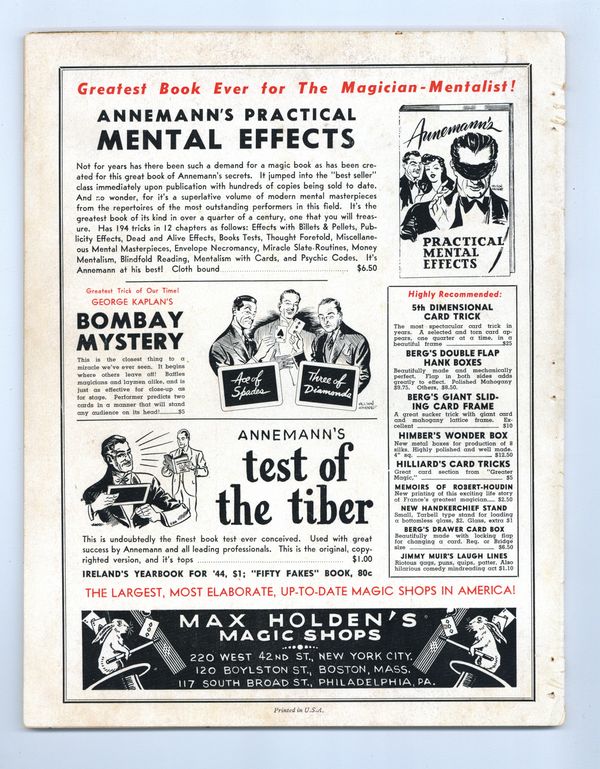 Greatest Book Ever for The Magician-Mentalist!
ANNEMANN'S PRACTICAL
MENTAL EFFECTS
Not for years has there been such a demand for a magic book as has been cre-
ated for this great book of Annemann's secrets. It jumped into the "best seller"
class immediately upon publication with hundreds of copies being sold to date.
And no wonder, for it's a superlative volume of modern mental masterpieces
from the repertoires of the most outstanding performers in this field. It's the
greatest book of its kind in over a quarter of a century, one that you will treas-
ure. Has 194 tricks in 12 chapters as follows: Effects with Billets & Pellets, Pub-
licity Effects, Dead and Alive Effects, Books Tests, Thought Foretold, Miscellane-
ous Mental Masterpieces, Envelope Necromancy, Miracle Slate-Routines, Money
Mentalism, Blindfold Reading, Mentalism with Cards, and Psychic Codes. It's
Annemann at his best! Cloth bound $6.50
Annemann's
PRACTICAL
MENTAL
EFFECTS
Greatest Trick of Our Time!
GEORGE KAPLAN'S
BOMBAY
MYSTERY
This is the closest thing to a
miracle we've ever seen. It begins
where others leave off! Baffles
magicians and laymen alike, and is
just as effective for close-up as
for stage. Performer predicts two
cards in a manner that will stand
any audience on its head! $5
Ace of
Spades
Three of
Diamonds
ANNEMANN'S
test of
the tiber
This is undoubtedly the finest book test ever conceived. Used with great
success by Annemann and all leading professionals. This is the original, copy-
righted version, and it's tops $1.00
IRELAND'S YEARBOOK FOR '44, $1; "FIFTY FAKES" BOOK, 80c
Highly Recommended:
5th DIMENSIONAL
CARD TRICK
The most spectacular card trick in
years. A selected and torn card ap-
pears, one quarter at a time, in a
beautiful frame $25
BERG'S DOUBLE FLAP
HANK BOXES
Beautifully made and mechanically
perfect. Flap in both sides adds
greatly to effect. Polished Mahogany
$9.75. Others, $8.50.
BERG'S GIANT SLID-
ING CARD FRAME
A great sucker trick with giant card
and mahogany lattice frame. Ex-
cellent $10
HIMBER'S WONDER BOX
New metal boxes for production of 8
silks. Highly polished and well made.
4" sq. $12.50
HILLIARD'S CARD TRICKS
Great card section from "Greater
Magic." $5
MEMOIRS OF ROBERT-HOUDIN
New printing of this exciting life story
of France's greatest magician $2.50
NEW HANDKERCHIEF STAND
Small, Tarbell type stand for loading
a bottomless glass, $2. Glass, extra $1
BERG'S DRAWER CARD BOX
Beautifully made with locking flap
for changing a card. Reg. or Bridge
size $6.50
JIMMY MUIR'S LAUGH LINES
Riotous gags, puns, quips, patter. Also
hilarious comedy mindreading act $1.10
THE LARGEST, MOST ELABORATE, UP-TO-DATE MAGIC SHOPS IN AMERICA!
MAX HOLDEN'S
MAGIC SHOPS
220 WEST 42ND ST., NEW YORK CITY,
120 BOYLSTON ST., BOSTON, MASS.
117 SOUTH BROAD ST., PHILADELPHIA, PA.
Printed in U.S.A.